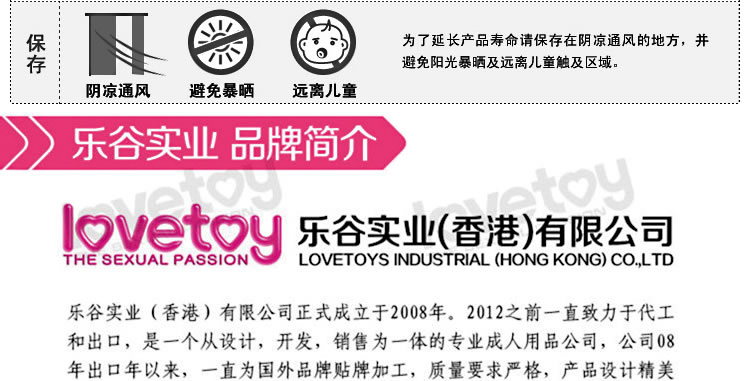 保存
为了延长产品寿命请保存在阴凉通风的地方，并
避免阳光暴晒及远离儿童触及区域。
阴凉通风 避免暴晒 远离儿童
乐谷实业 品牌简介
lovetoy
THE SEXUAL PASSION
乐谷实业(香港)有限公司
LOVETOYS INDUSTRIAL (HONG KONG) CO.,LTD
乐谷实业（香港）有限公司正式成立于2008年。2012之前一直致力于代工
和出口，是一个从设计，开发，销售为一体的专业成人用品公司，公司08
年出口年以来，一直为国外品牌贴牌加工，质量要求严格，产品设计精美